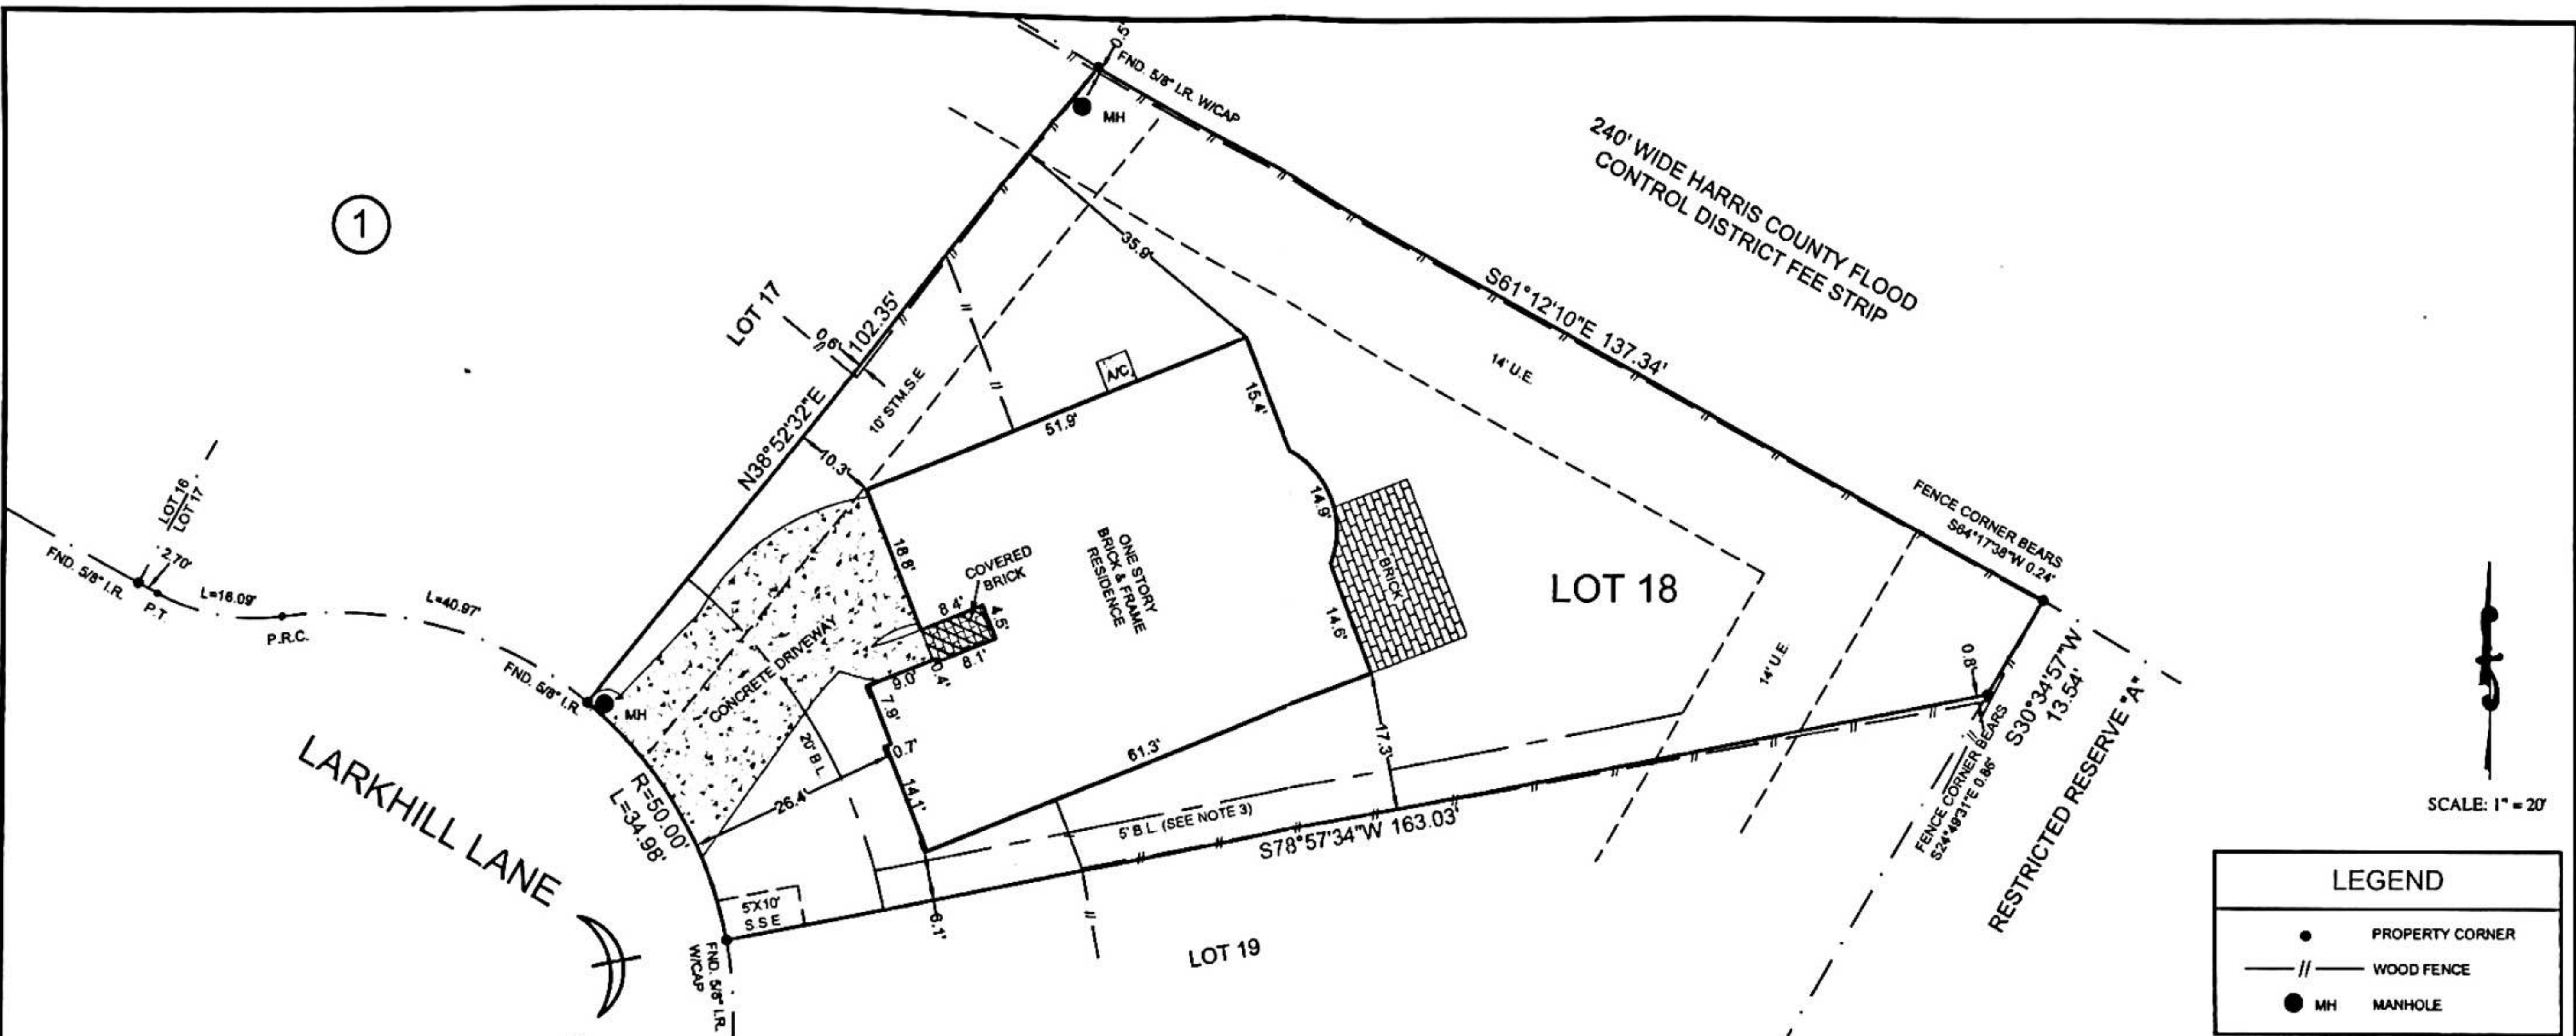 0.5'
FND. 5/8" I.R. W/CAP
MH
240' WIDE HARRIS COUNTY FLOOD
CONTROL DISTRICT FEE STRIP
1
35.9'
S61°12'10"E 137.34'
LOT 17
0.6'
102.35'
N38°52'32"E
10' STM.S.E
14' U.E.
A/C
15.4'
51.9'
10.3'
LOT 16
LOT 17
2.70'
FND. 5/8" I.R.
P.T.
L=16.09'
P.R.C.
L=40.97'
FND. 5/8" I.R.
MH
CONCRETE DRIVEWAY
18.8'
COVERED
BRICK
8.4'
4.5'
8.1'
0.4'
9.0'
7.9'
0.7'
14.1'
26.4'
20' B.L.
ONE STORY
BRICK & FRAME
RESIDENCE
14.9'
BRICK
14.6'
LOT 18
FENCE CORNER BEARS
S64°17'38"W 0.24'
14' U.E.
0.8'
S30°34'57"W
13.54'
FENCE CORNER BEARS
S24°49'31"E 0.86'
RESTRICTED RESERVE "A"
61.3'
17.3'
5' B.L. (SEE NOTE 3)
S78°57'34"W 163.03'
LARKHILL LANE
R=50.00'
L=34.98'
5'X10'
S.S.E
6.1'
FND. 5/8" I.R.
W/CAP
LOT 19
SCALE: 1" = 20'
LEGEND
PROPERTY CORNER
// WOOD FENCE
MH MANHOLE